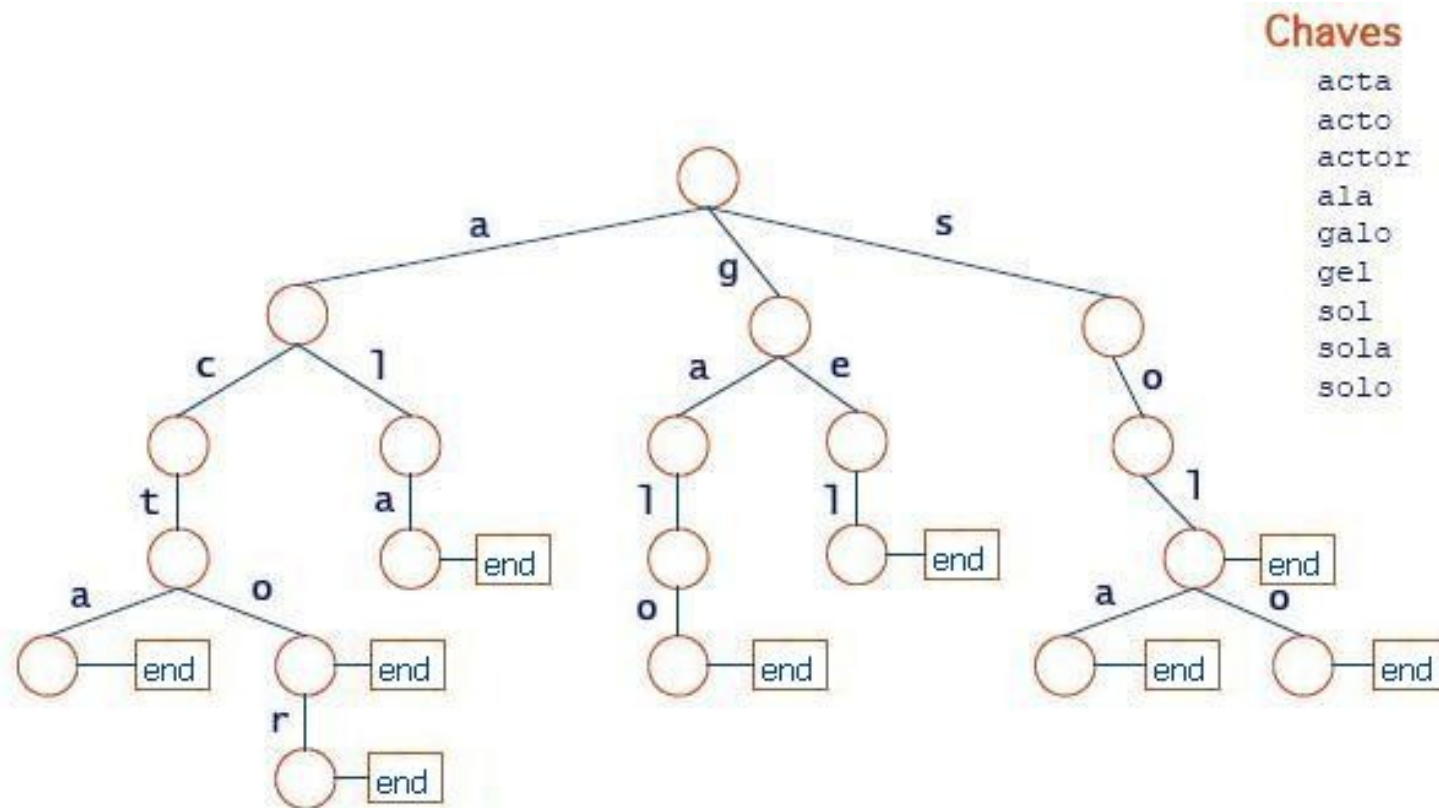 Chaves
acta
acto
actor
ala
galo
gel
sol
sola
solo
a
g
s
c
l
a
e
o
t
a
l
l
l
end
end
end
a
o
o
a
o
end
end
end
end
end
r
end